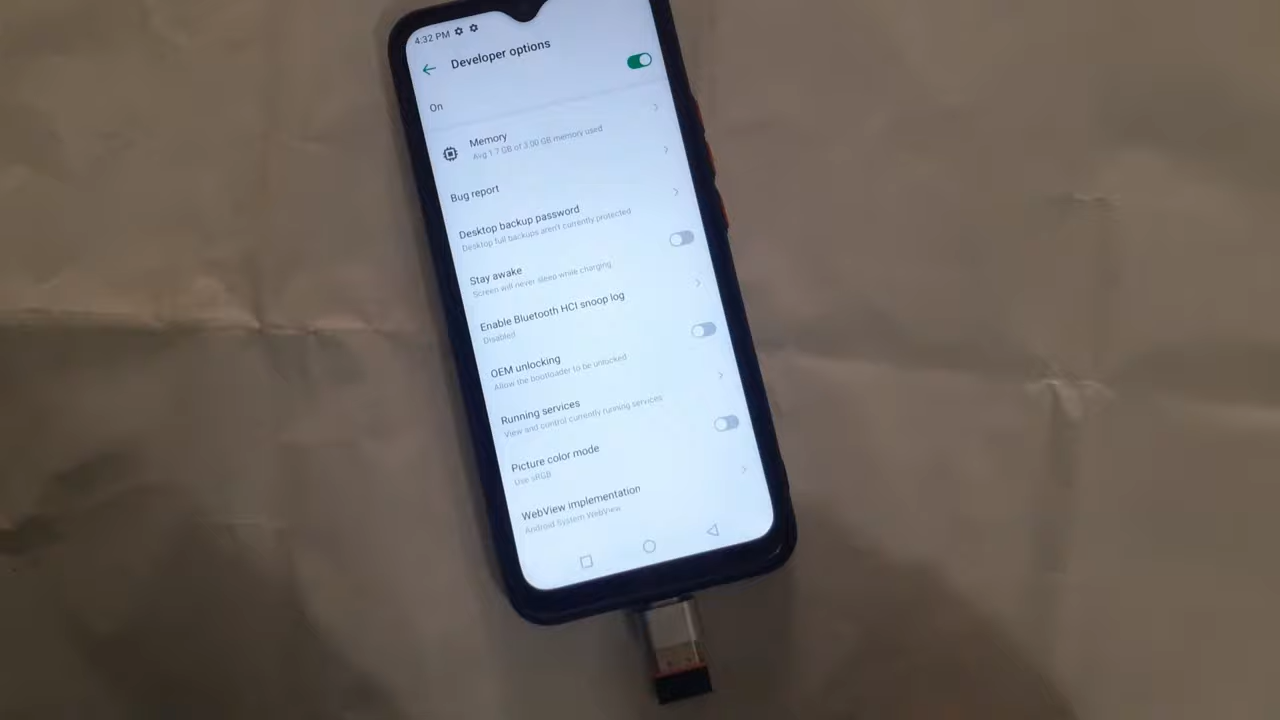 4:32 PM
Developer options
On
Memory
Avg 1.7 GB of 3.00 GB memory used
Bug report
Desktop backup password
Desktop full backups aren't currently protected
Stay awake
Screen will never sleep while charging
Enable Bluetooth HCI snoop log
Disabled
OEM unlocking
Allow the bootloader to be unlocked
Running services
View and control currently running services
Picture color mode
Use sRGB
WebView implementation
Android System WebView